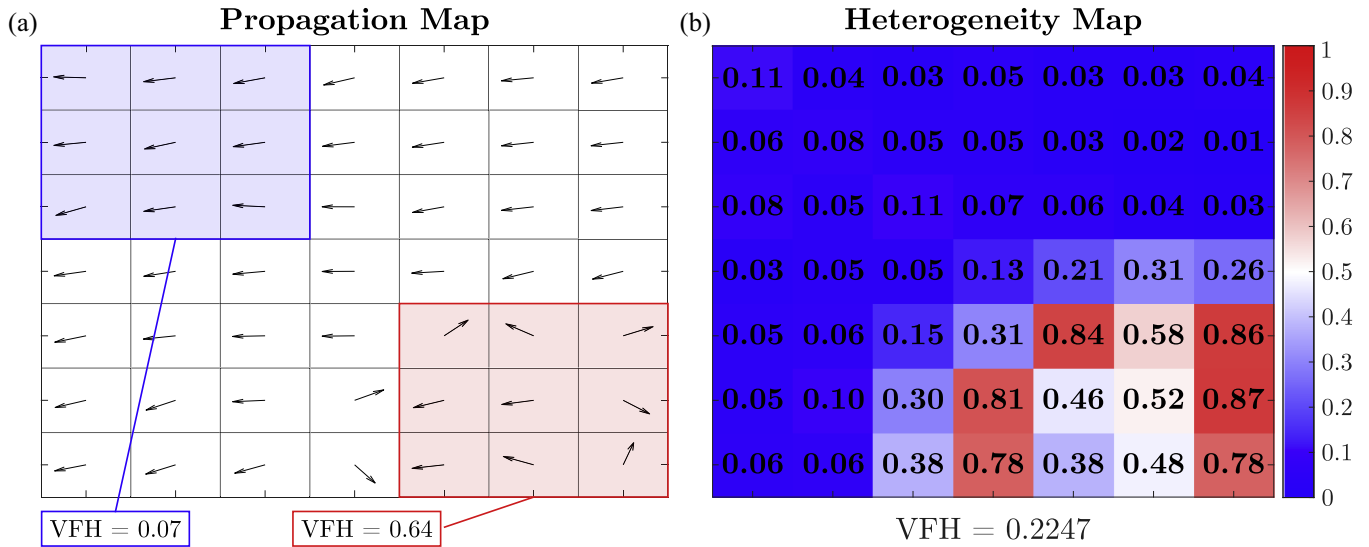 (a) Propagation Map
VFH = 0.07
VFH = 0.64
(b) Heterogeneity Map
0.11 0.04 0.03 0.05 0.03 0.03 0.04
0.06 0.08 0.05 0.05 0.03 0.02 0.01
0.08 0.05 0.11 0.07 0.06 0.04 0.03
0.03 0.05 0.05 0.13 0.21 0.31 0.26
0.05 0.06 0.15 0.31 0.84 0.58 0.86
0.05 0.10 0.30 0.81 0.46 0.52 0.87
0.06 0.06 0.38 0.78 0.38 0.48 0.78
VFH = 0.2247
1
0.9
0.8
0.7
0.6
0.5
0.4
0.3
0.2
0.1
0